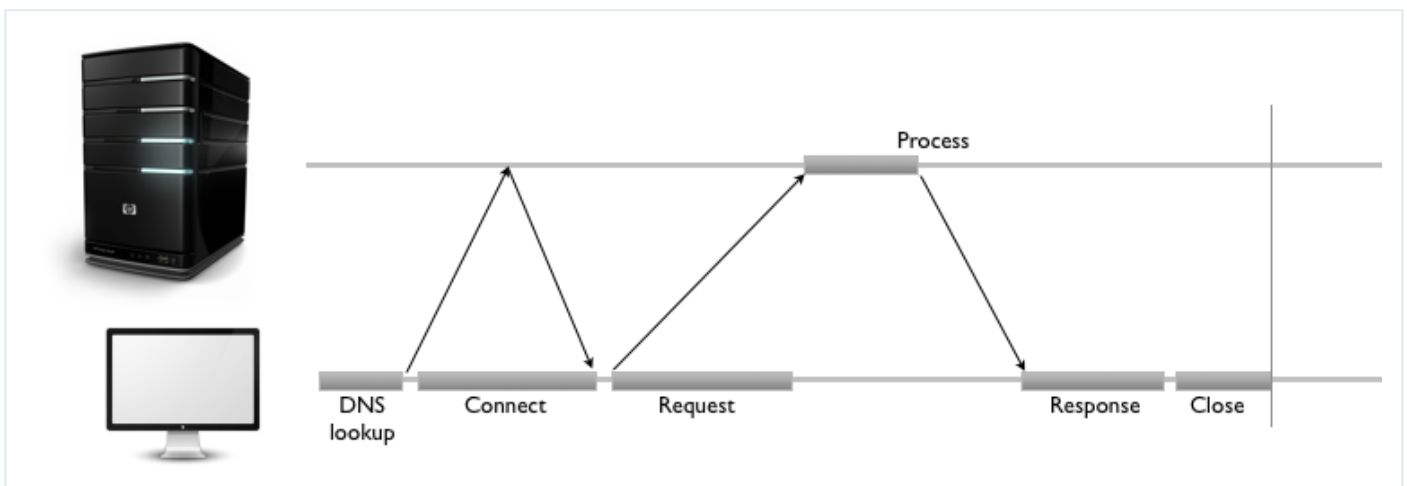 Process
DNS
lookup
Connect
Request
Response
Close